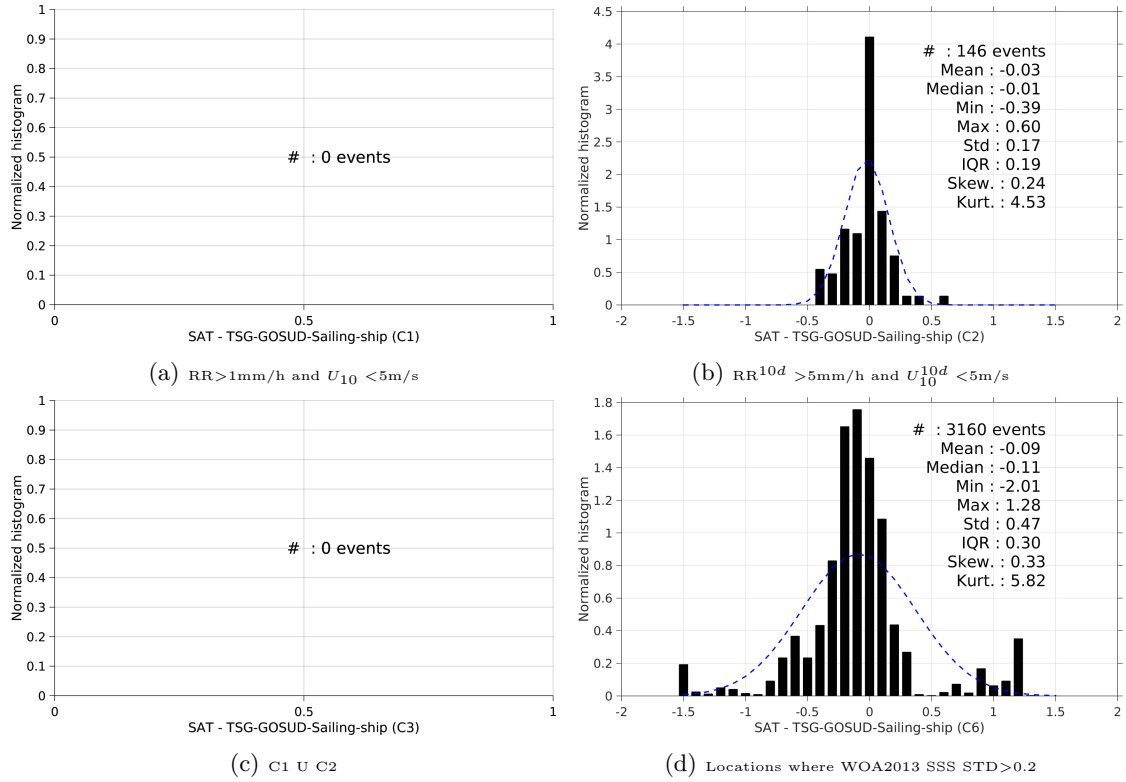 1
0.9
0.8
0.7
0.6
0.5
0.4
0.3
0.2
0.1
0
Normalized histogram
# : 0 events
0 0.5 1
SAT - TSG-GOSUD-Sailing-ship (C1)
(a) RR>1mm/h and U10 <5m/s
4.5
4
3.5
3
2.5
2
1.5
1
0.5
0
Normalized histogram
# : 146 events
Mean : -0.03
Median : -0.01
Min : -0.39
Max : 0.60
Std : 0.17
IQR : 0.19
Skew. : 0.24
Kurt. : 4.53
-2 -1.5 -1 -0.5 0 0.5 1 1.5 2
SAT - TSG-GOSUD-Sailing-ship (C2)
(b) RR10d >5mm/h and U10d10 <5m/s
1
0.9
0.8
0.7
0.6
0.5
0.4
0.3
0.2
0.1
0
Normalized histogram
# : 0 events
0 0.5 1
SAT - TSG-GOSUD-Sailing-ship (C3)
(c) C1 U C2
1.8
1.6
1.4
1.2
1
0.8
0.6
0.4
0.2
0
Normalized histogram
# : 3160 events
Mean : -0.09
Median : -0.11
Min : -2.01
Max : 1.28
Std : 0.47
IQR : 0.30
Skew. : 0.33
Kurt. : 5.82
-2 -1.5 -1 -0.5 0 0.5 1 1.5 2
SAT - TSG-GOSUD-Sailing-ship (C6)
(d) Locations where WOA2013 SSS STD>0.2